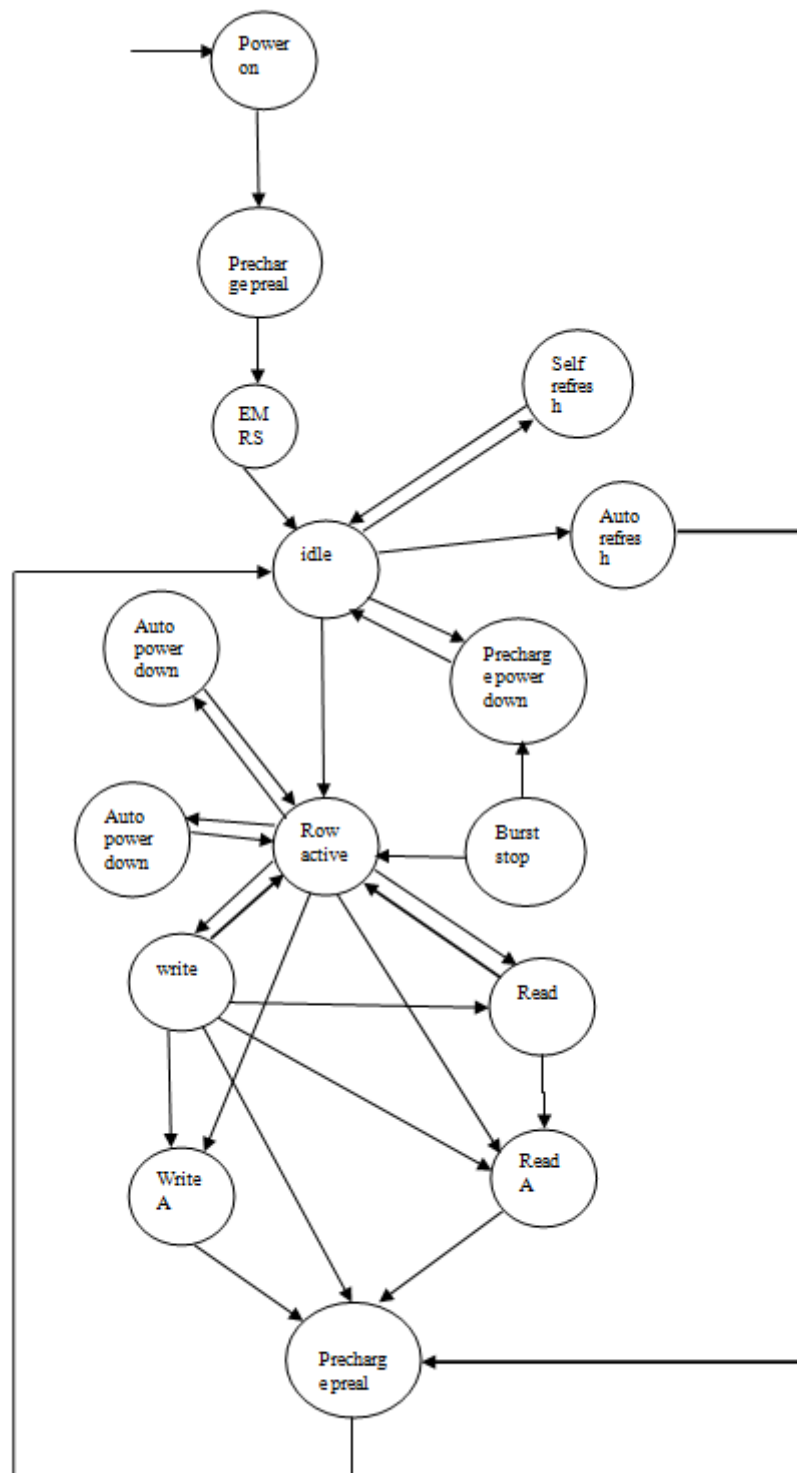 Power
on
Prechar
ge preal
Self
refres
h
EM
RS
Auto
refres
h
idle
Auto
power
down
Precharg
e power
down
Auto
power
down
Row
active
Burst
stop
write
Read
Write
A
Read
A
Precharg
e preal